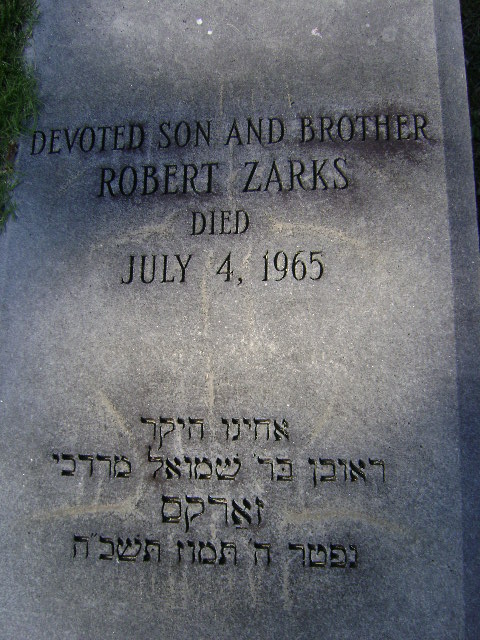 DEVOTED SON AND BROTHER
ROBERT ZARKS
DIED
JULY 4, 1965
אחינו היקר
ראובן בר׳ שמואל מרדכי
זארקס
נפטר ה׳ תמוז תשכ״ה